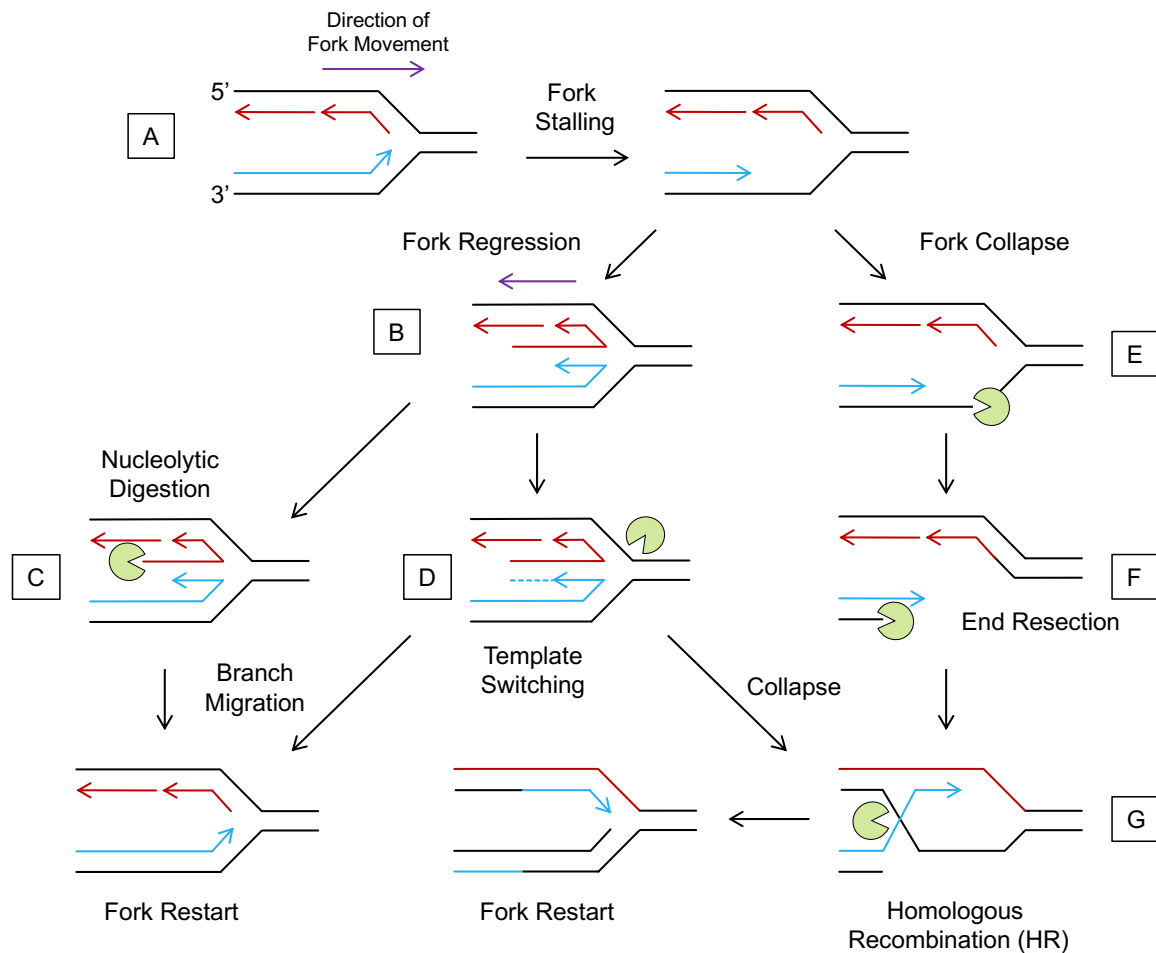 Direction of
Fork Movement
5’
A
3’
Fork
Stalling
Fork Regression
Fork Collapse
B
E
Nucleolytic
Digestion
C
D
F
End Resection
Branch
Migration
Template
Switching
Collapse
G
Fork Restart
Fork Restart
Homologous
Recombination (HR)